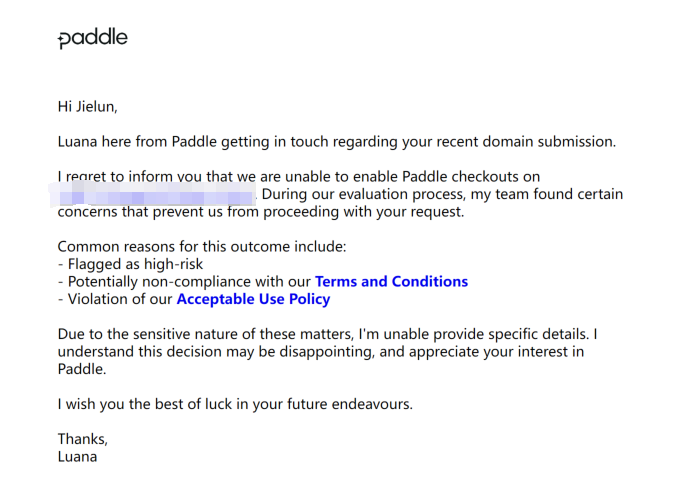 paddle
Hi Jielun,
Luana here from Paddle getting in touch regarding your recent domain submission.
I regret to inform you that we are unable to enable Paddle checkouts on
. During our evaluation process, my team found certain
concerns that prevent us from proceeding with your request.
Common reasons for this outcome include:
- Flagged as high-risk
- Potentially non-compliance with our Terms and Conditions
- Violation of our Acceptable Use Policy
Due to the sensitive nature of these matters, I'm unable provide specific details. I
understand this decision may be disappointing, and appreciate your interest in
Paddle.
I wish you the best of luck in your future endeavours.
Thanks,
Luana